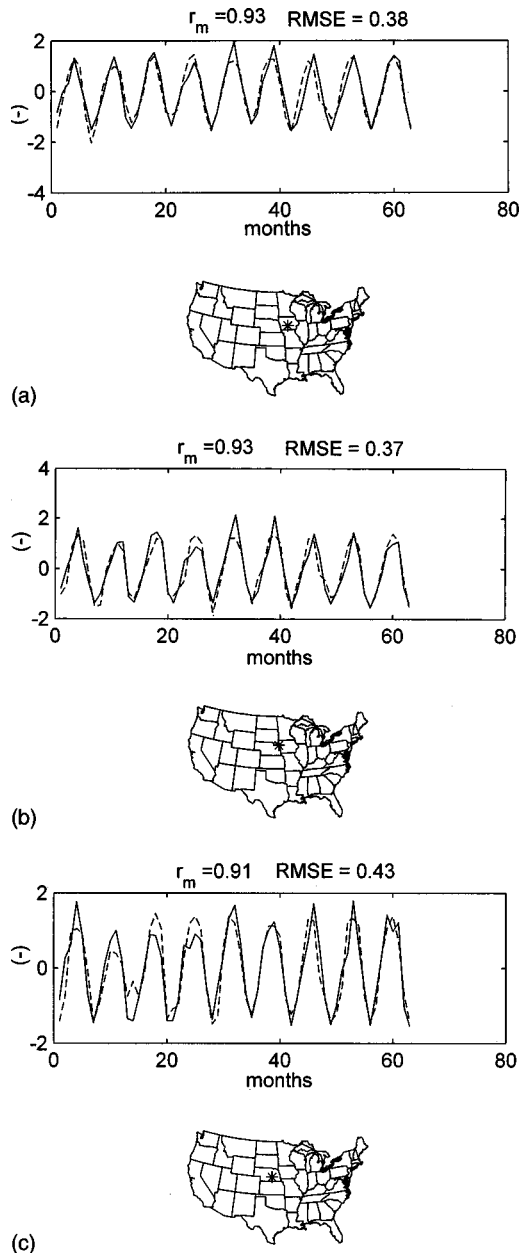 r_m =0.93 RMSE = 0.38
2
0
-2
-4
(-)
0 20 40 60 80
months
(a)
r_m =0.93 RMSE = 0.37
4
2
0
-2
(-)
0 20 40 60 80
months
(b)
r_m =0.91 RMSE = 0.43
2
0
-2
(-)
0 20 40 60 80
months
(c)